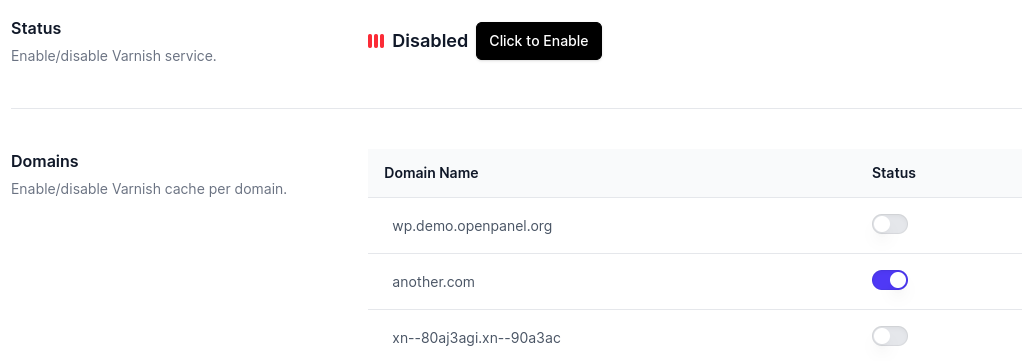 Status
Enable/disable Varnish service.
Disabled
Click to Enable
Domains
Enable/disable Varnish cache per domain.
Domain Name
Status
wp.demo.openpanel.org
another.com
xn--80aj3agi.xn--90a3ac